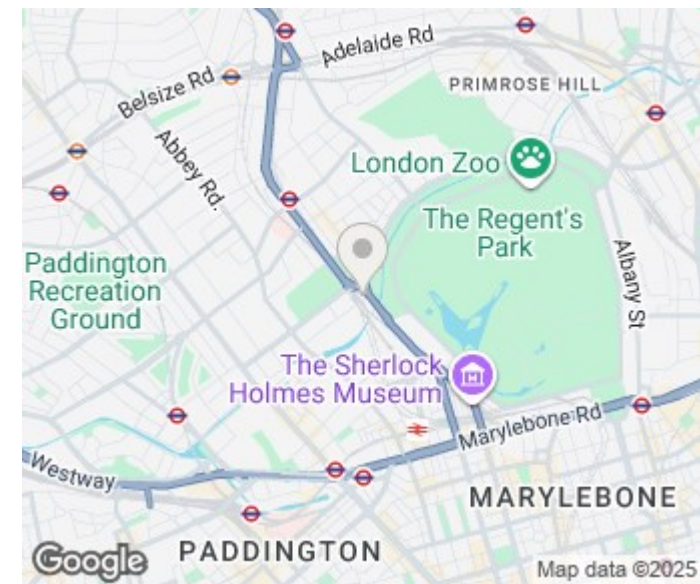 Adelaide Rd
Belsize Rd
PRIMROSE HILL
Abbey Rd.
London Zoo
The Regent's
Park
Albany St
Paddington
Recreation
Ground
The Sherlock
Holmes Museum
Marylebone Rd
Westway
MARYLEBONE
PADDINGTON
Google
Map data ©2025